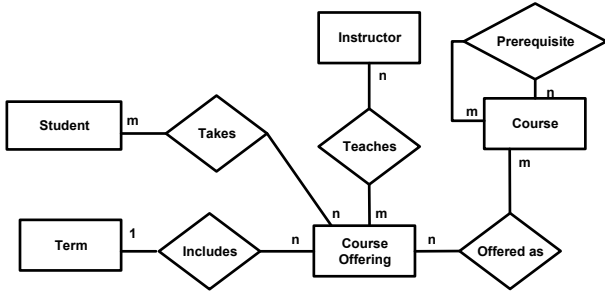 Instructor
Prerequisite
n
m
n
Student
m
Takes
Course
Teaches
m
n
m
Term
1
Includes
n
Course
Offering
n
Offered as